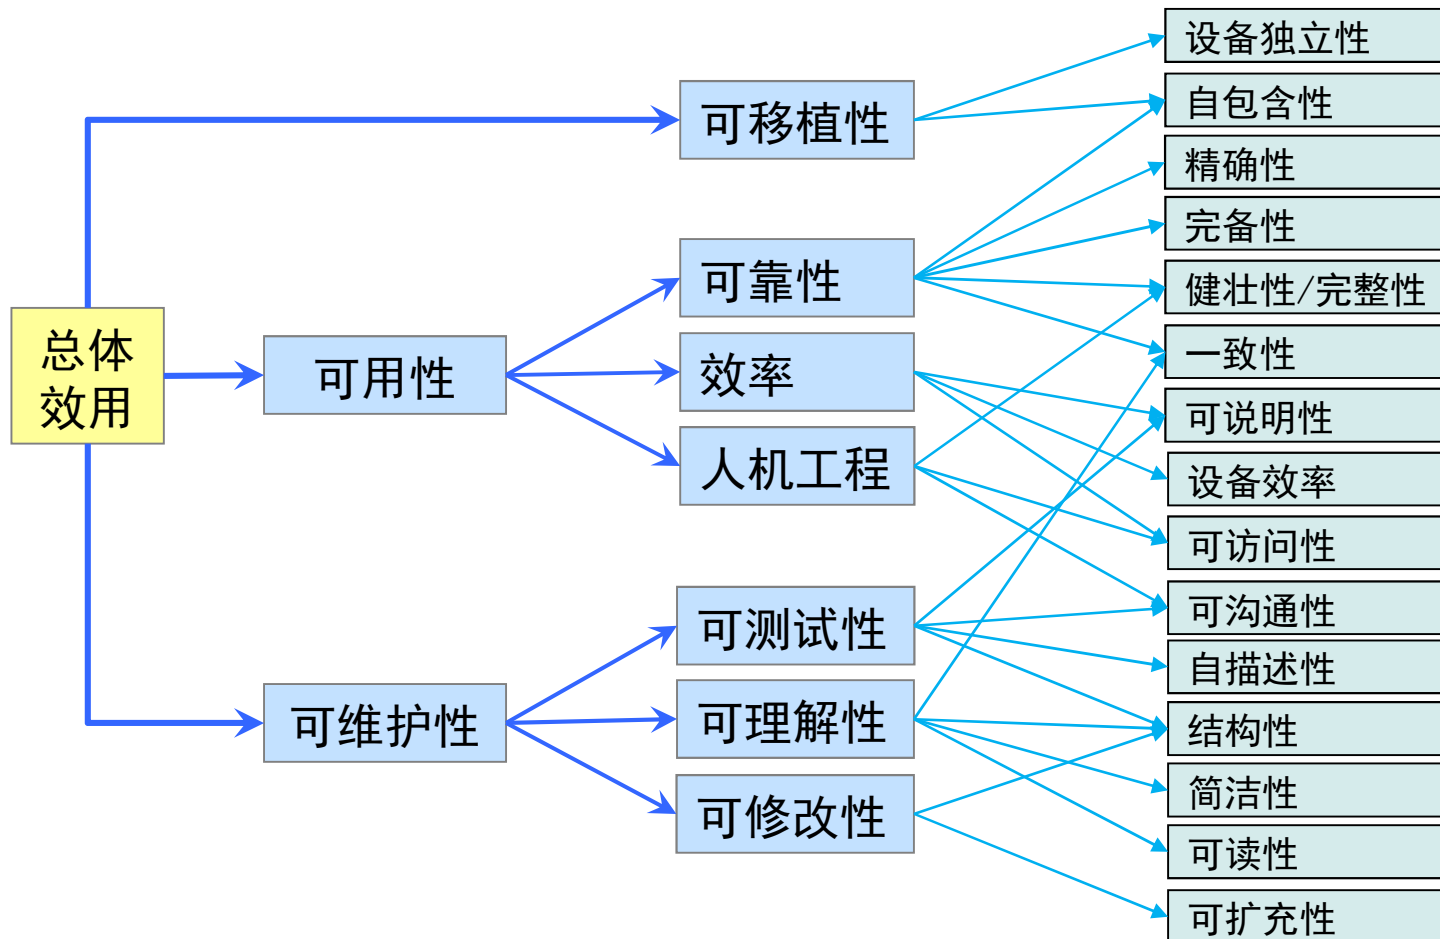 总体
效用
可用性
可维护性
可移植性
可靠性
效率
人机工程
可测试性
可理解性
可修改性
设备独立性
自包含性
精确性
完备性
健壮性/完整性
一致性
可说明性
设备效率
可访问性
可沟通性
自描述性
结构性
简洁性
可读性
可扩充性